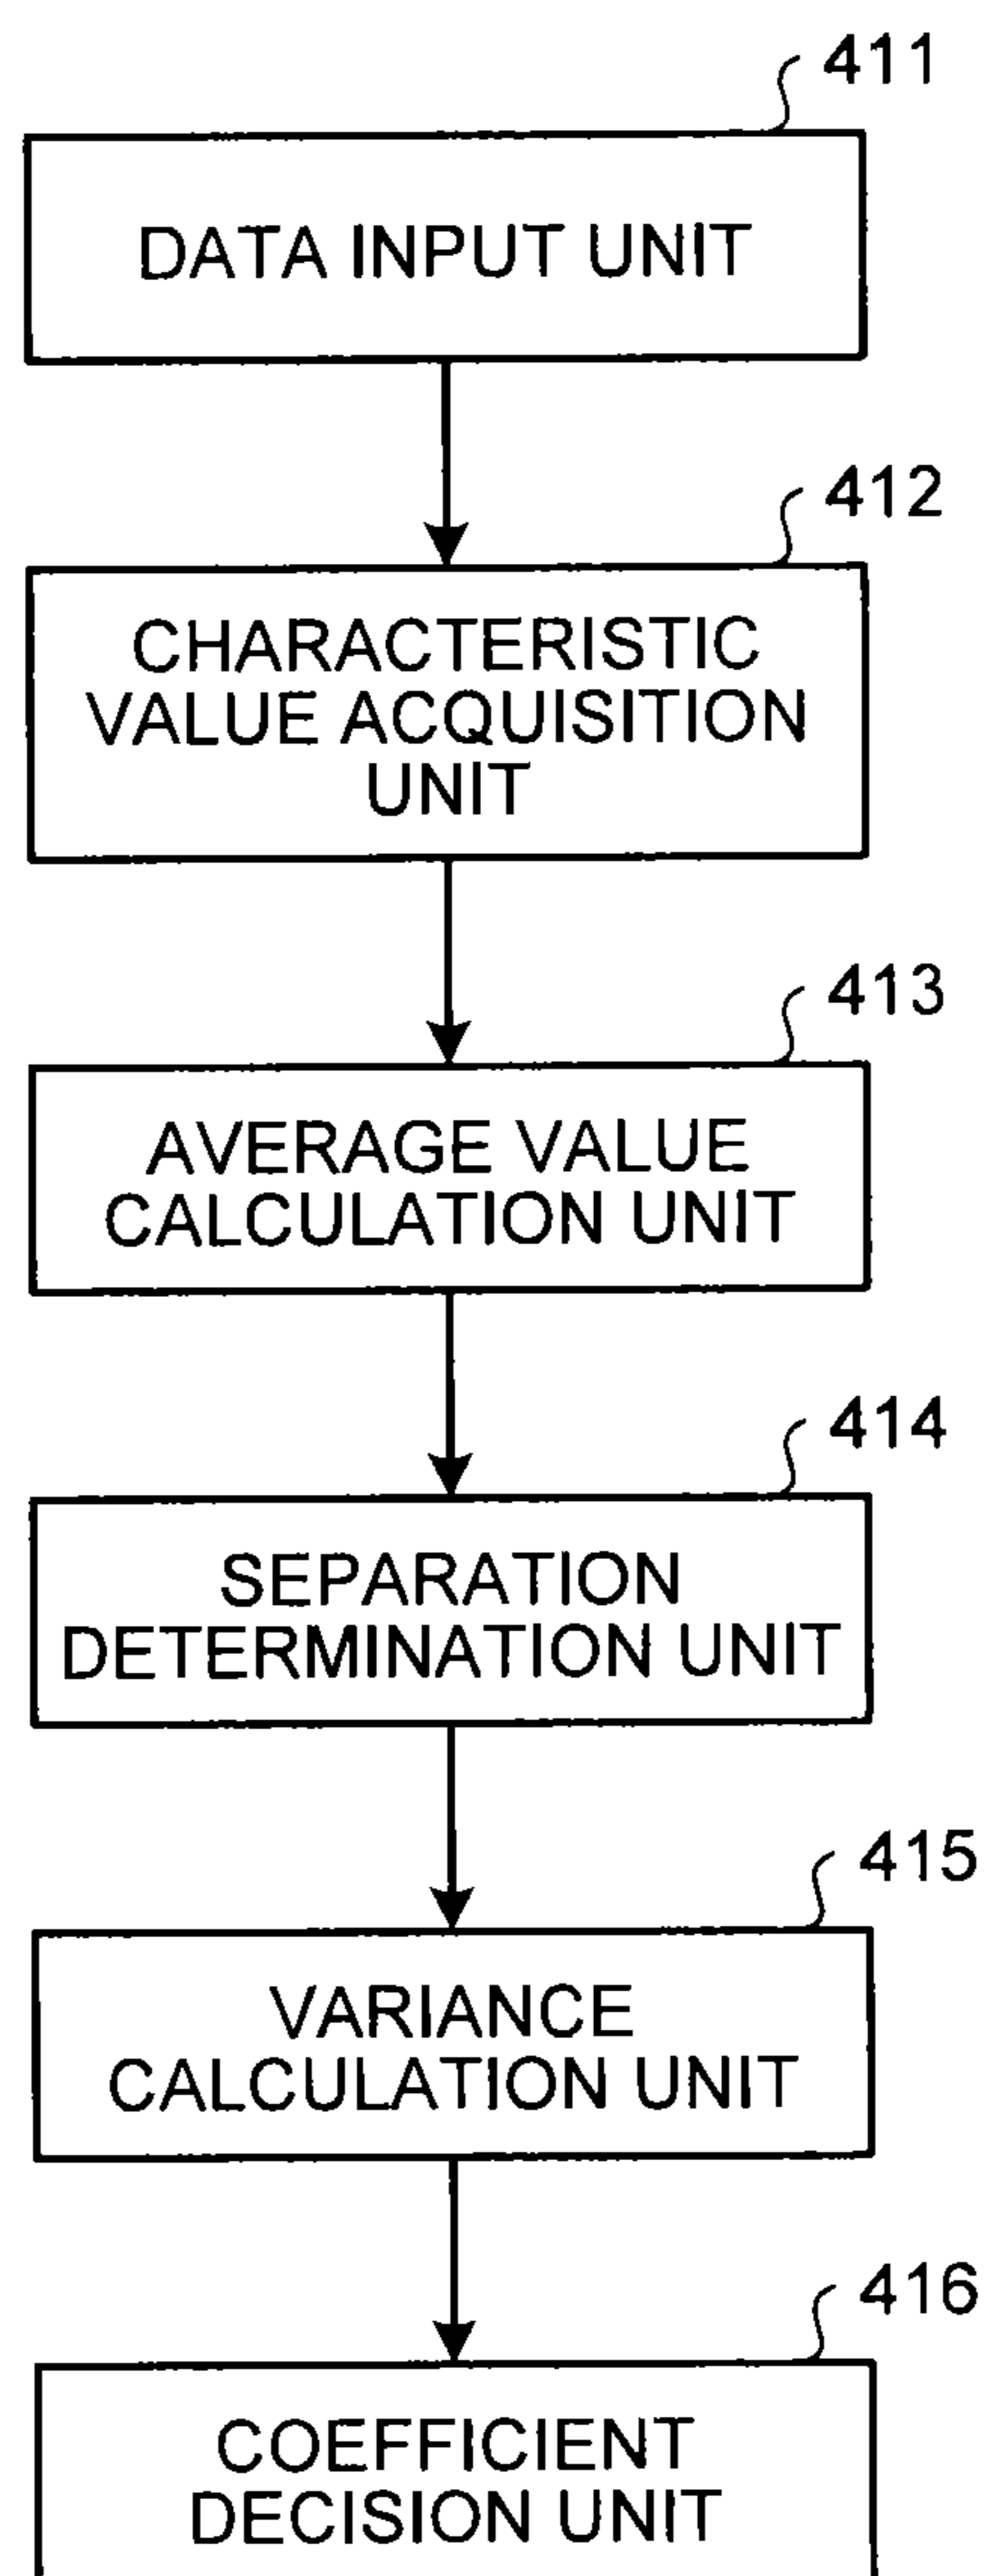 411
DATA INPUT UNIT
412
CHARACTERISTIC
VALUE ACQUISITION
UNIT
413
AVERAGE VALUE
CALCULATION UNIT
414
SEPARATION
DETERMINATION UNIT
415
VARIANCE
CALCULATION UNIT
416
COEFFICIENT
DECISION UNIT